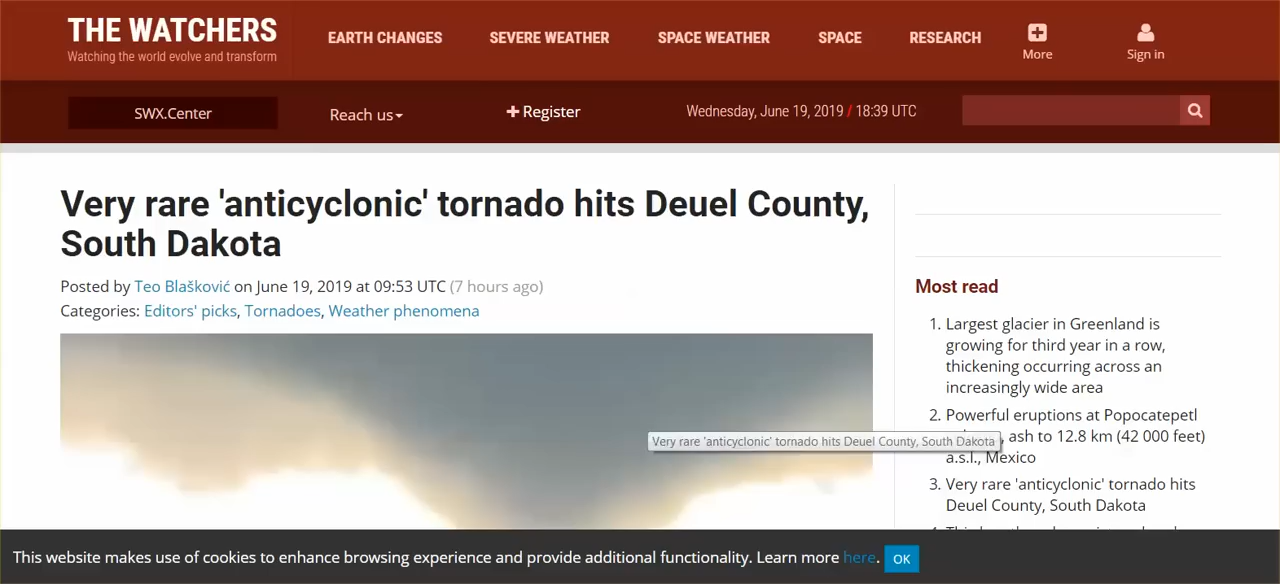 THE WATCHERS
Watching the world evolve and transform
EARTH CHANGES
SEVERE WEATHER
SPACE WEATHER
SPACE
RESEARCH
More
Sign in
SWX.Center
Reach us
Register
Wednesday, June 19, 2019 / 18:39 UTC
Very rare 'anticyclonic' tornado hits Deuel County,
South Dakota
Posted by Teo Blašković on June 19, 2019 at 09:53 UTC (7 hours ago)
Categories: Editors' picks, Tornadoes, Weather phenomena
Very rare 'anticyclonic' tornado hits Deuel County, South Dakota
Most read
1. Largest glacier in Greenland is
growing for third year in a row,
thickening occurring across an
increasingly wide area
2. Powerful eruptions at Popocatepetl
ash to 12.8 km (42 000 feet)
a.s.l., Mexico
3. Very rare 'anticyclonic' tornado hits
Deuel County, South Dakota
This website makes use of cookies to enhance browsing experience and provide additional functionality. Learn more here.
OK